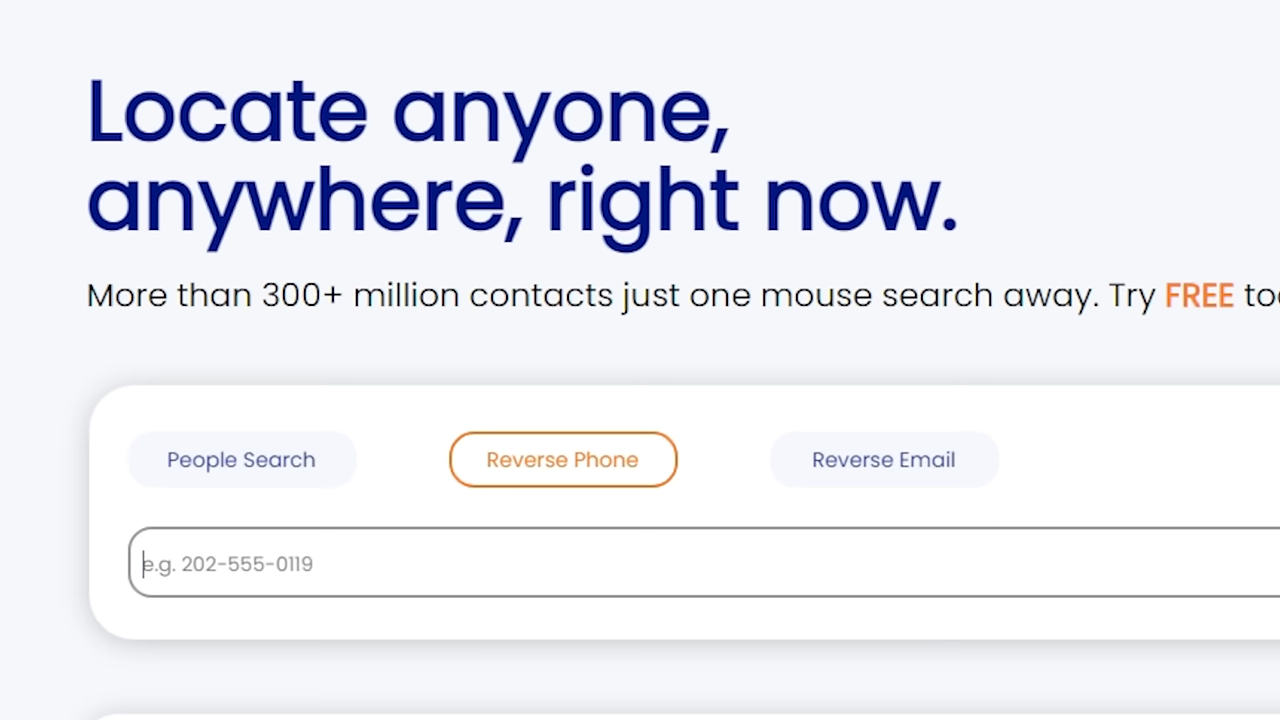 Locate anyone,
anywhere, right now.
More than 300+ million contacts just one mouse search away. Try FREE
People Search
Reverse Phone
Reverse Email
e.g. 202-555-0119